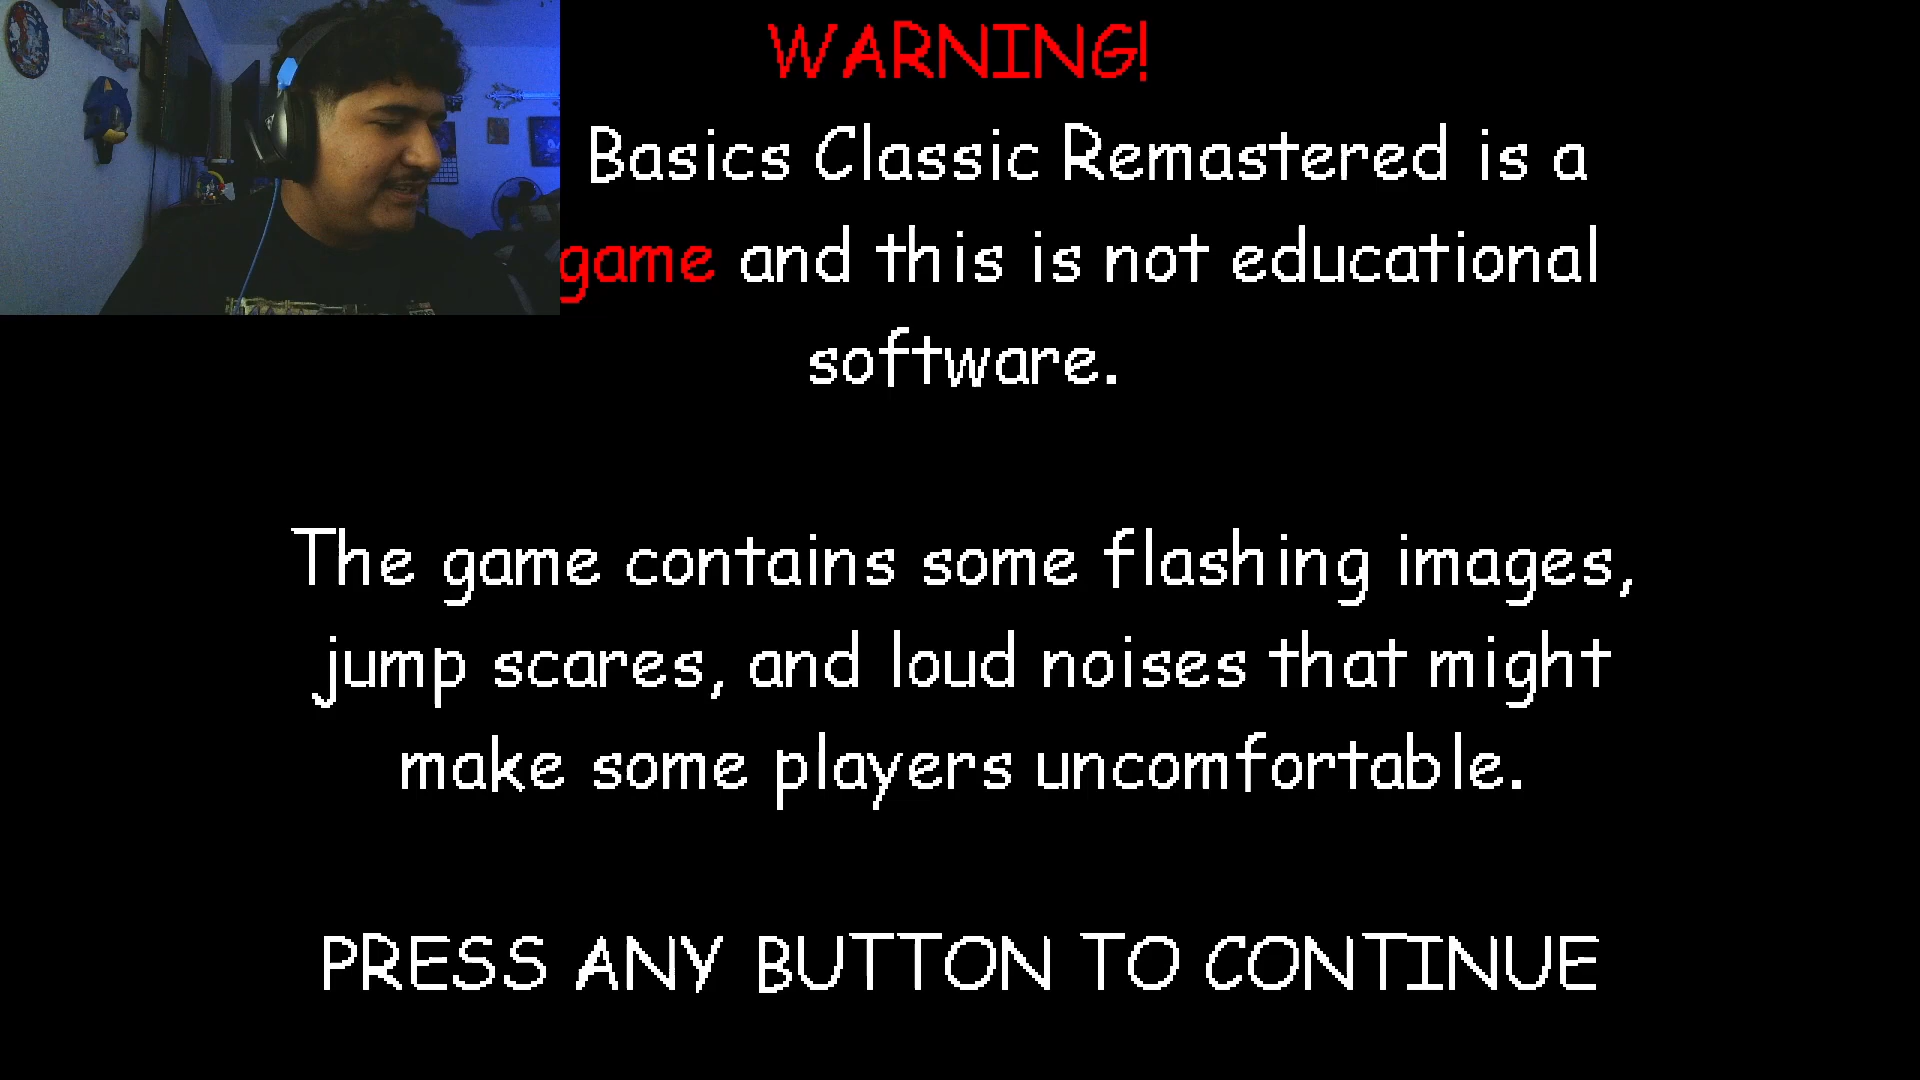 WARNING!
Basics Classic Remastered is a
game and this is not educational
software.
The game contains some flashing images,
jump scares, and loud noises that might
make some players uncomfortable.
PRESS ANY BUTTON TO CONTINUE